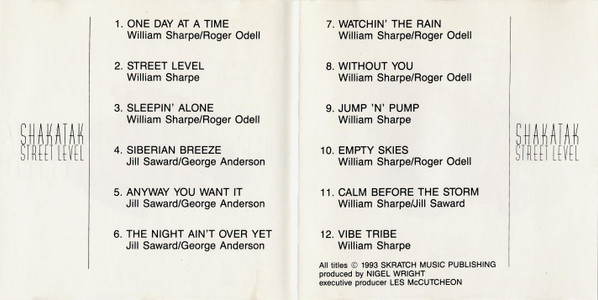 SHAKATAK
STREET LEVEL
1. ONE DAY AT A TIME
William Sharpe/Roger Odell
2. STREET LEVEL
William Sharpe
3. SLEEPIN' ALONE
William Sharpe/Roger Odell
4. SIBERIAN BREEZE
Jill Saward/George Anderson
5. ANYWAY YOU WANT IT
Jill Saward/George Anderson
6. THE NIGHT AIN'T OVER YET
Jill Saward/George Anderson
7. WATCHIN' THE RAIN
William Sharpe/Roger Odell
8. WITHOUT YOU
William Sharpe/Roger Odell
9. JUMP 'N' PUMP
William Sharpe
10. EMPTY SKIES
William Sharpe/Roger Odell
11. CALM BEFORE THE STORM
William Sharpe/Jill Saward
12. VIBE TRIBE
William Sharpe
All titles © 1993 SKRATCH MUSIC PUBLISHING
produced by NIGEL WRIGHT
executive producer LES McCUTCHEON
SHAKATAK
STREET LEVEL